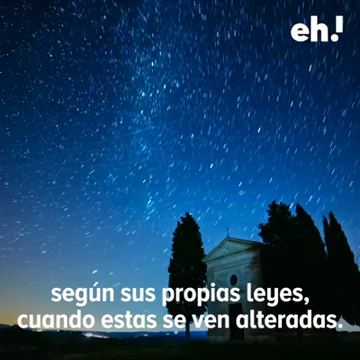 eh!
según sus propias leyes,
cuando estas se ven alteradas.